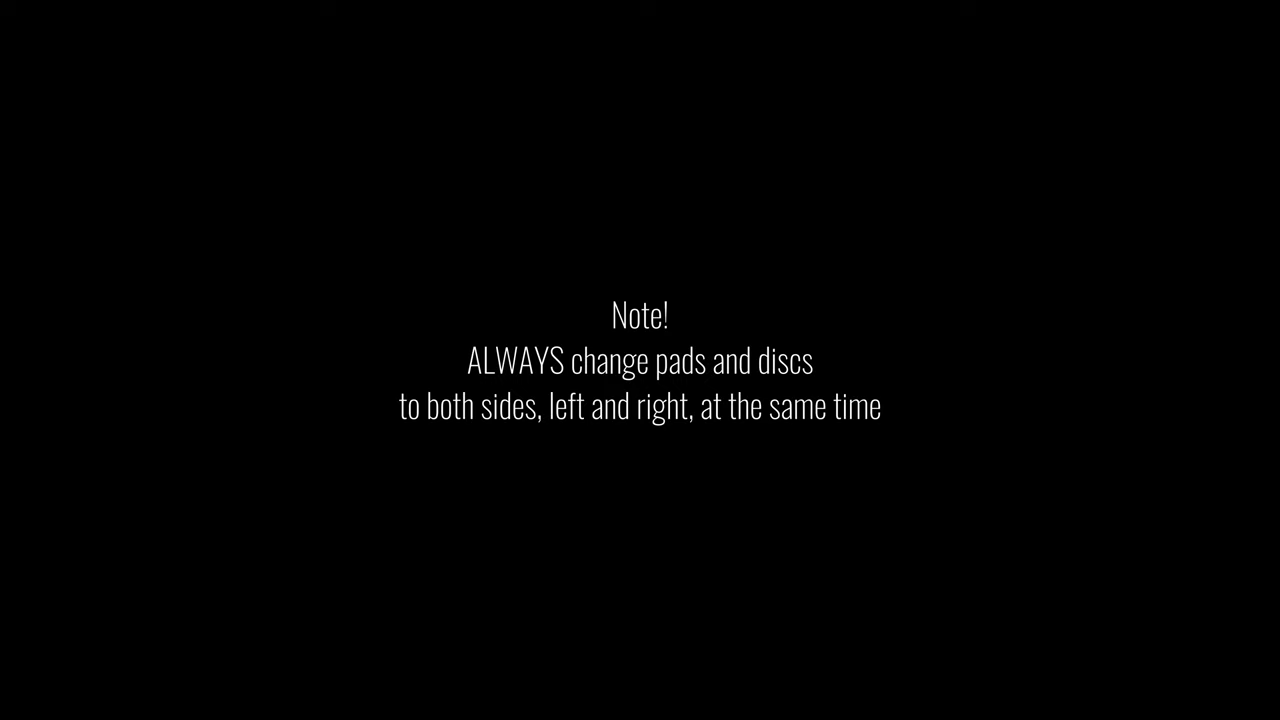 Note!
ALWAYS change pads and discs
to both sides, left and right, at the same time